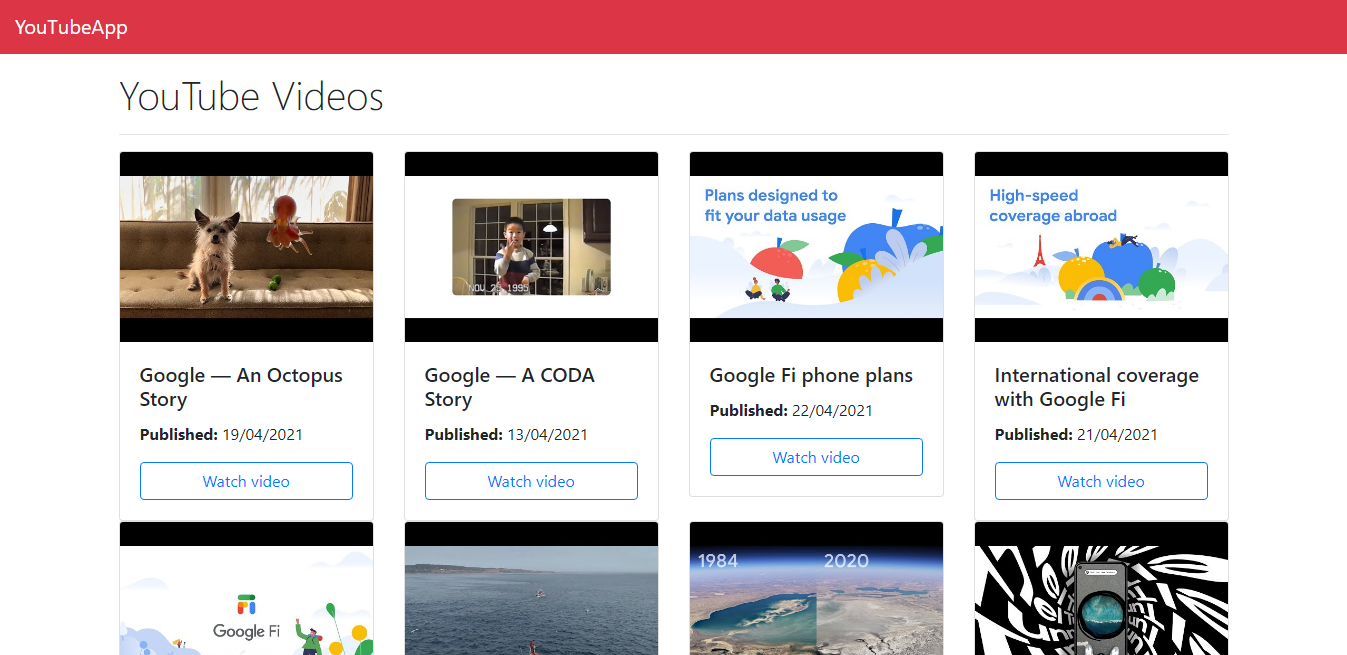 YouTubeApp
YouTube Videos
NOV 25 1995
Plans designed to
fit your data usage
High-speed
coverage abroad
Google — An Octopus
Story
Published: 19/04/2021
Watch video
Google — A CODA
Story
Published: 13/04/2021
Watch video
Google Fi phone plans
Published: 22/04/2021
Watch video
International coverage
with Google Fi
Published: 21/04/2021
Watch video
Google Fi
1984
2020